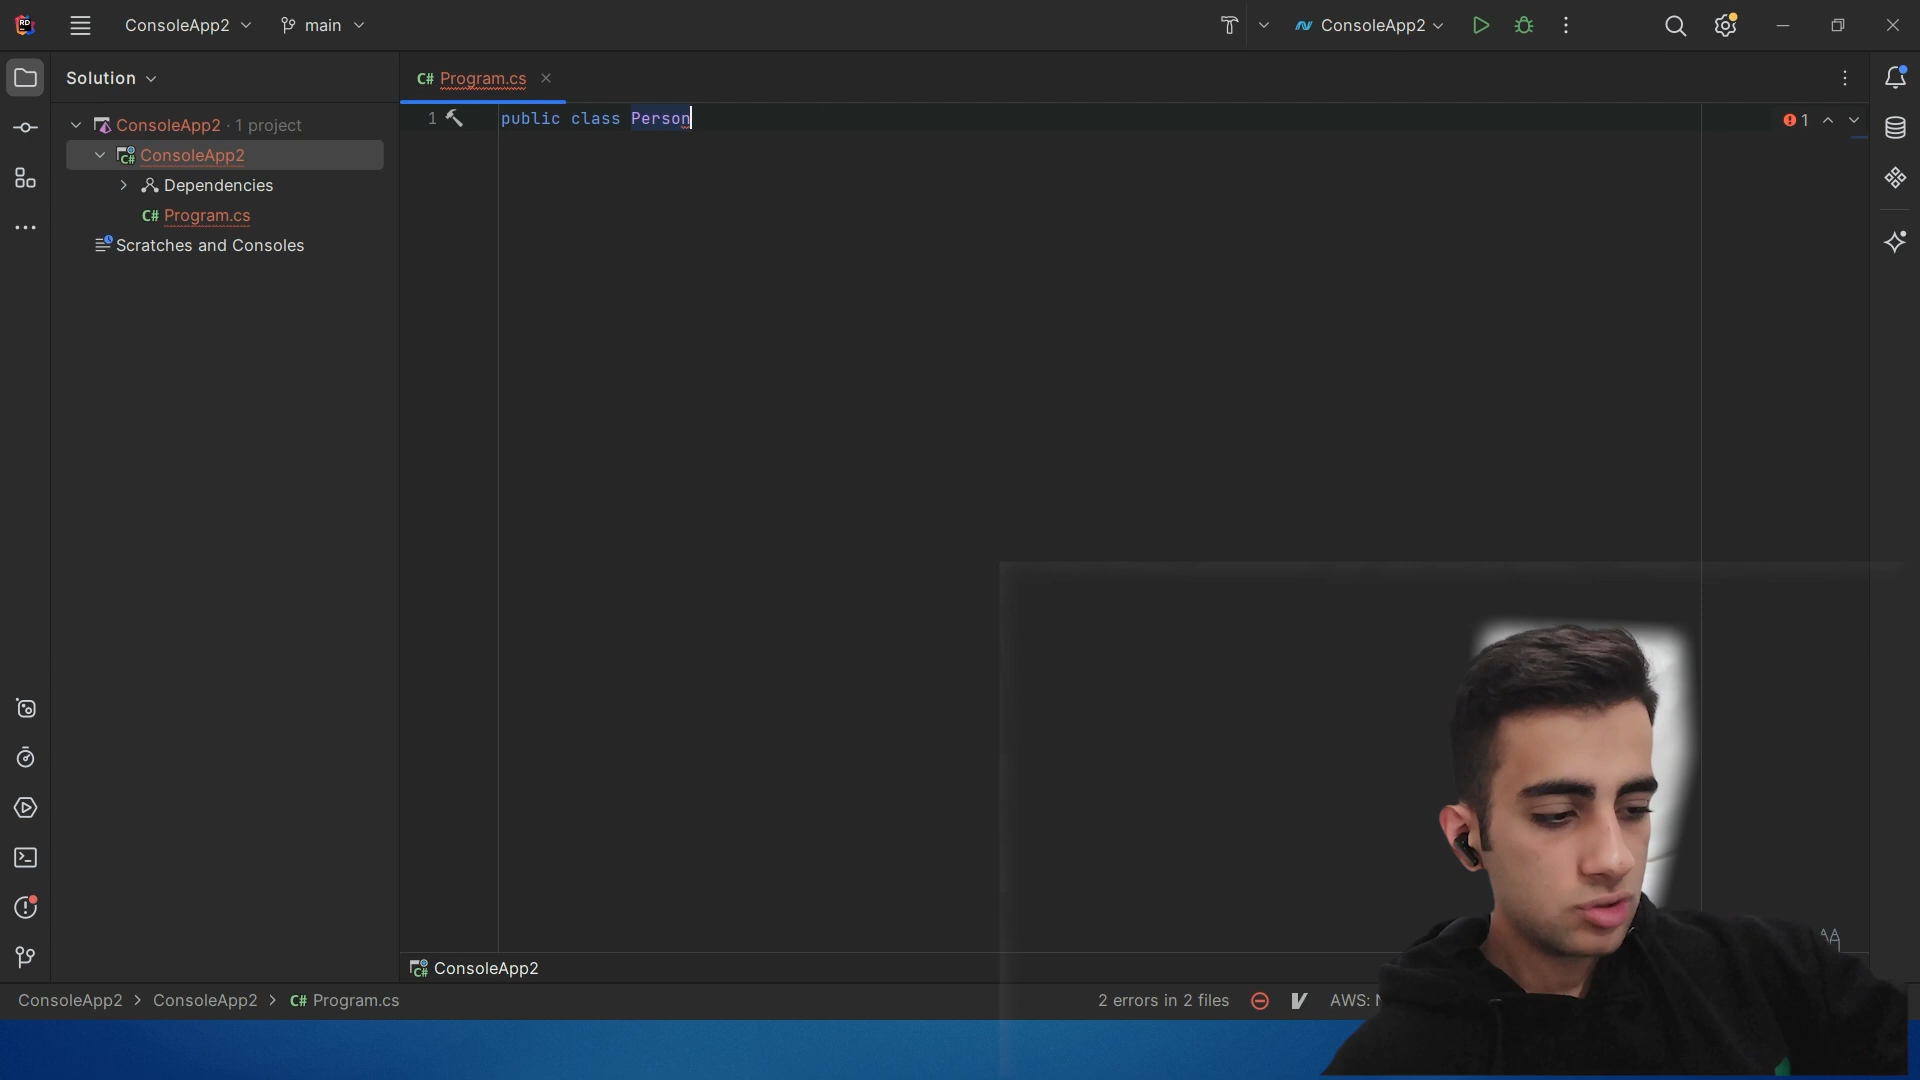 ConsoleApp2
main
ConsoleApp2
Solution
C# Program.cs
ConsoleApp2 · 1 project
ConsoleApp2
Dependencies
C# Program.cs
Scratches and Consoles
1 public class Person
1
C# ConsoleApp2
ConsoleApp2 > ConsoleApp2 > C# Program.cs
2 errors in 2 files
AWS: